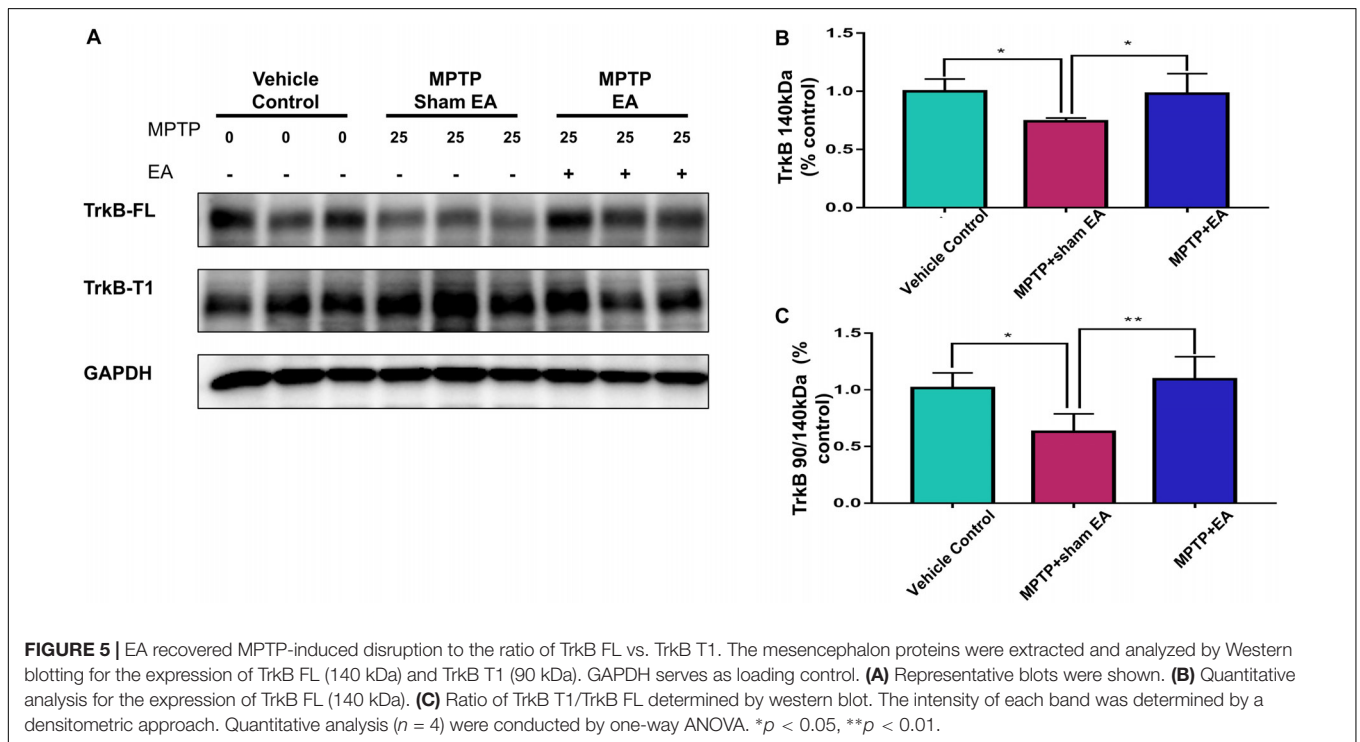 A
Vehicle Control
MPTP Sham EA
MPTP EA
MPTP 0 0 0 25 25 25 25 25 25
EA - - - - - - + + +
TrkB-FL
TrkB-T1
GAPDH
B
TrkB 140kDa
(% control)
1.5
1.0
0.5
0.0
*
*
Vehicle Control
MPTP+sham EA
MPTP+EA
C
TrkB 90/140kDa (%
control)
1.5
1.0
0.5
0.0
*
**
Vehicle Control
MPTP+sham EA
MPTP+EA
FIGURE 5 | EA recovered MPTP-induced disruption to the ratio of TrkB FL vs. TrkB T1. The mesencephalon proteins were extracted and analyzed by Western
blotting for the expression of TrkB FL (140 kDa) and TrkB T1 (90 kDa). GAPDH serves as loading control. (A) Representative blots were shown. (B) Quantitative
analysis for the expression of TrkB FL (140 kDa). (C) Ratio of TrkB T1/TrkB FL determined by western blot. The intensity of each band was determined by a
densitometric approach. Quantitative analysis (n = 4) were conducted by one-way ANOVA. *p < 0.05, **p < 0.01.